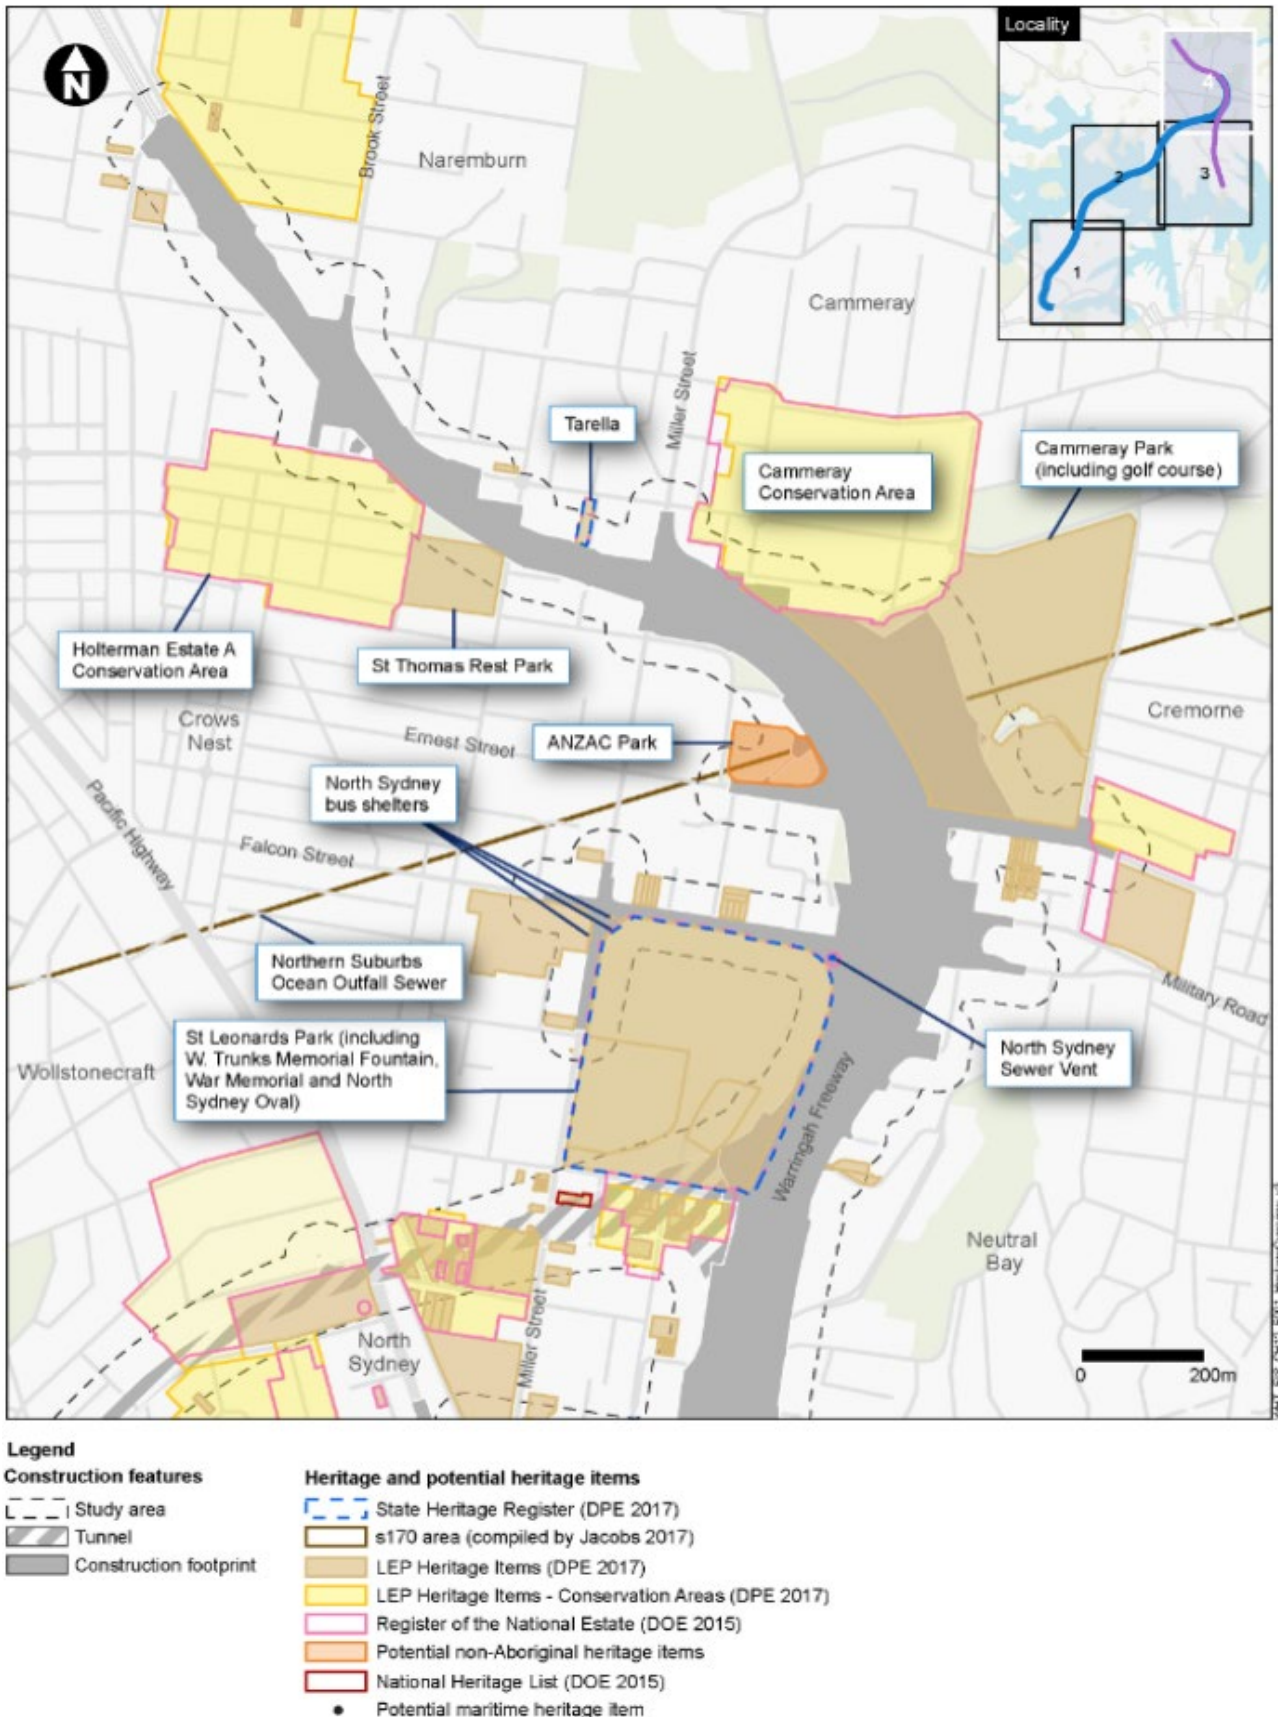 Locality
4
2
3
1
N
Brook Street
Naremburn
Cammeray
Miller Street
Tarella
Cammeray
Conservation Area
Cammeray Park
(including golf course)
Holterman Estate A
Conservation Area
St Thomas Rest Park
Crows
Nest
Ernest Street
ANZAC Park
Cremorne
North Sydney
bus shelters
Pacific Highway
Falcon Street
Northern Suburbs
Ocean Outfall Sewer
Military Road
St Leonards Park (including
W. Trunks Memorial Fountain,
War Memorial and North
Sydney Oval)
North Sydney
Sewer Vent
Wollstonecraft
Warringah Freeway
Neutral
Bay
Miller Street
North
Sydney
0 200m
Legend
Construction features
Study area
Tunnel
Construction footprint
Heritage and potential heritage items
State Heritage Register (DPE 2017)
s170 area (compiled by Jacobs 2017)
LEP Heritage Items (DPE 2017)
LEP Heritage Items - Conservation Areas (DPE 2017)
Register of the National Estate (DOE 2015)
Potential non-Aboriginal heritage items
National Heritage List (DOE 2015)
Potential maritime heritage item